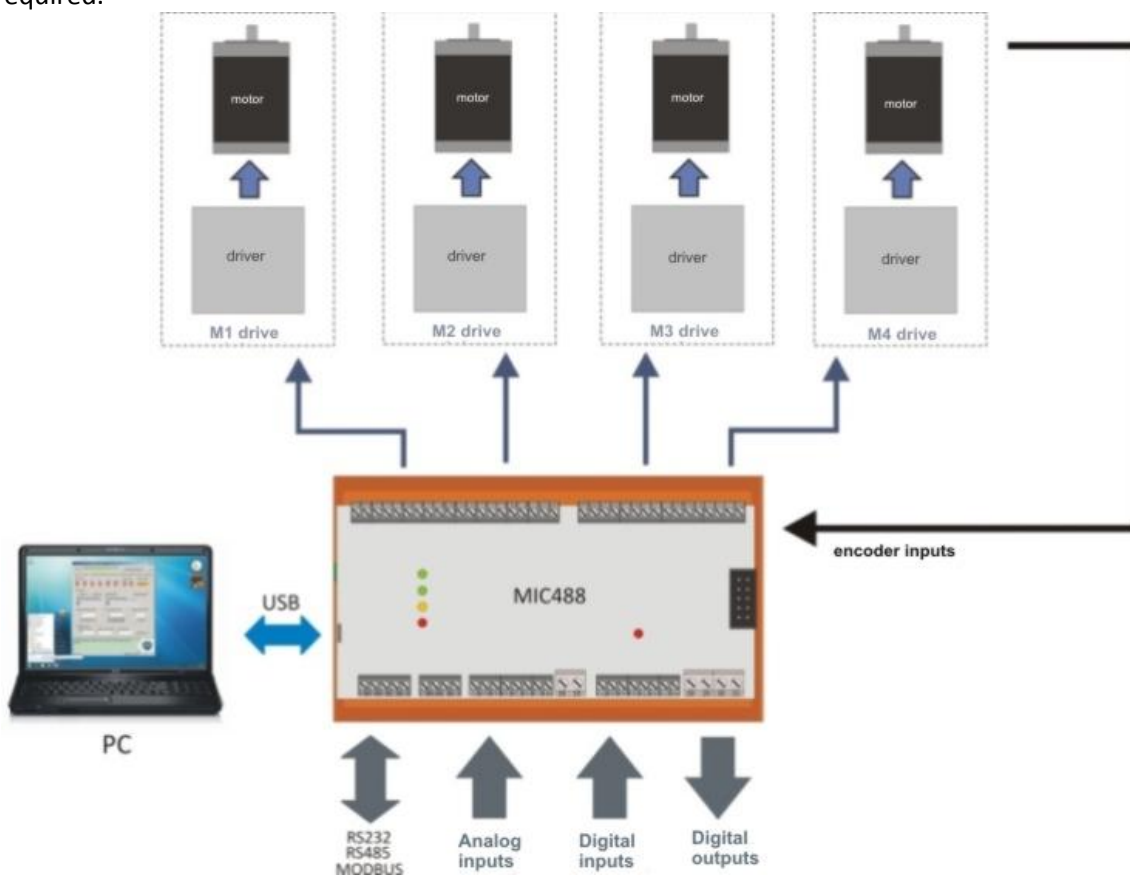 equired.
motor
motor
motor
motor
driver
driver
driver
driver
M1 drive
M2 drive
M3 drive
M4 drive
encoder inputs
MIC488
USB
PC
RS232
RS485
MODBUS
Analog
inputs
Digital
inputs
Digital
outputs